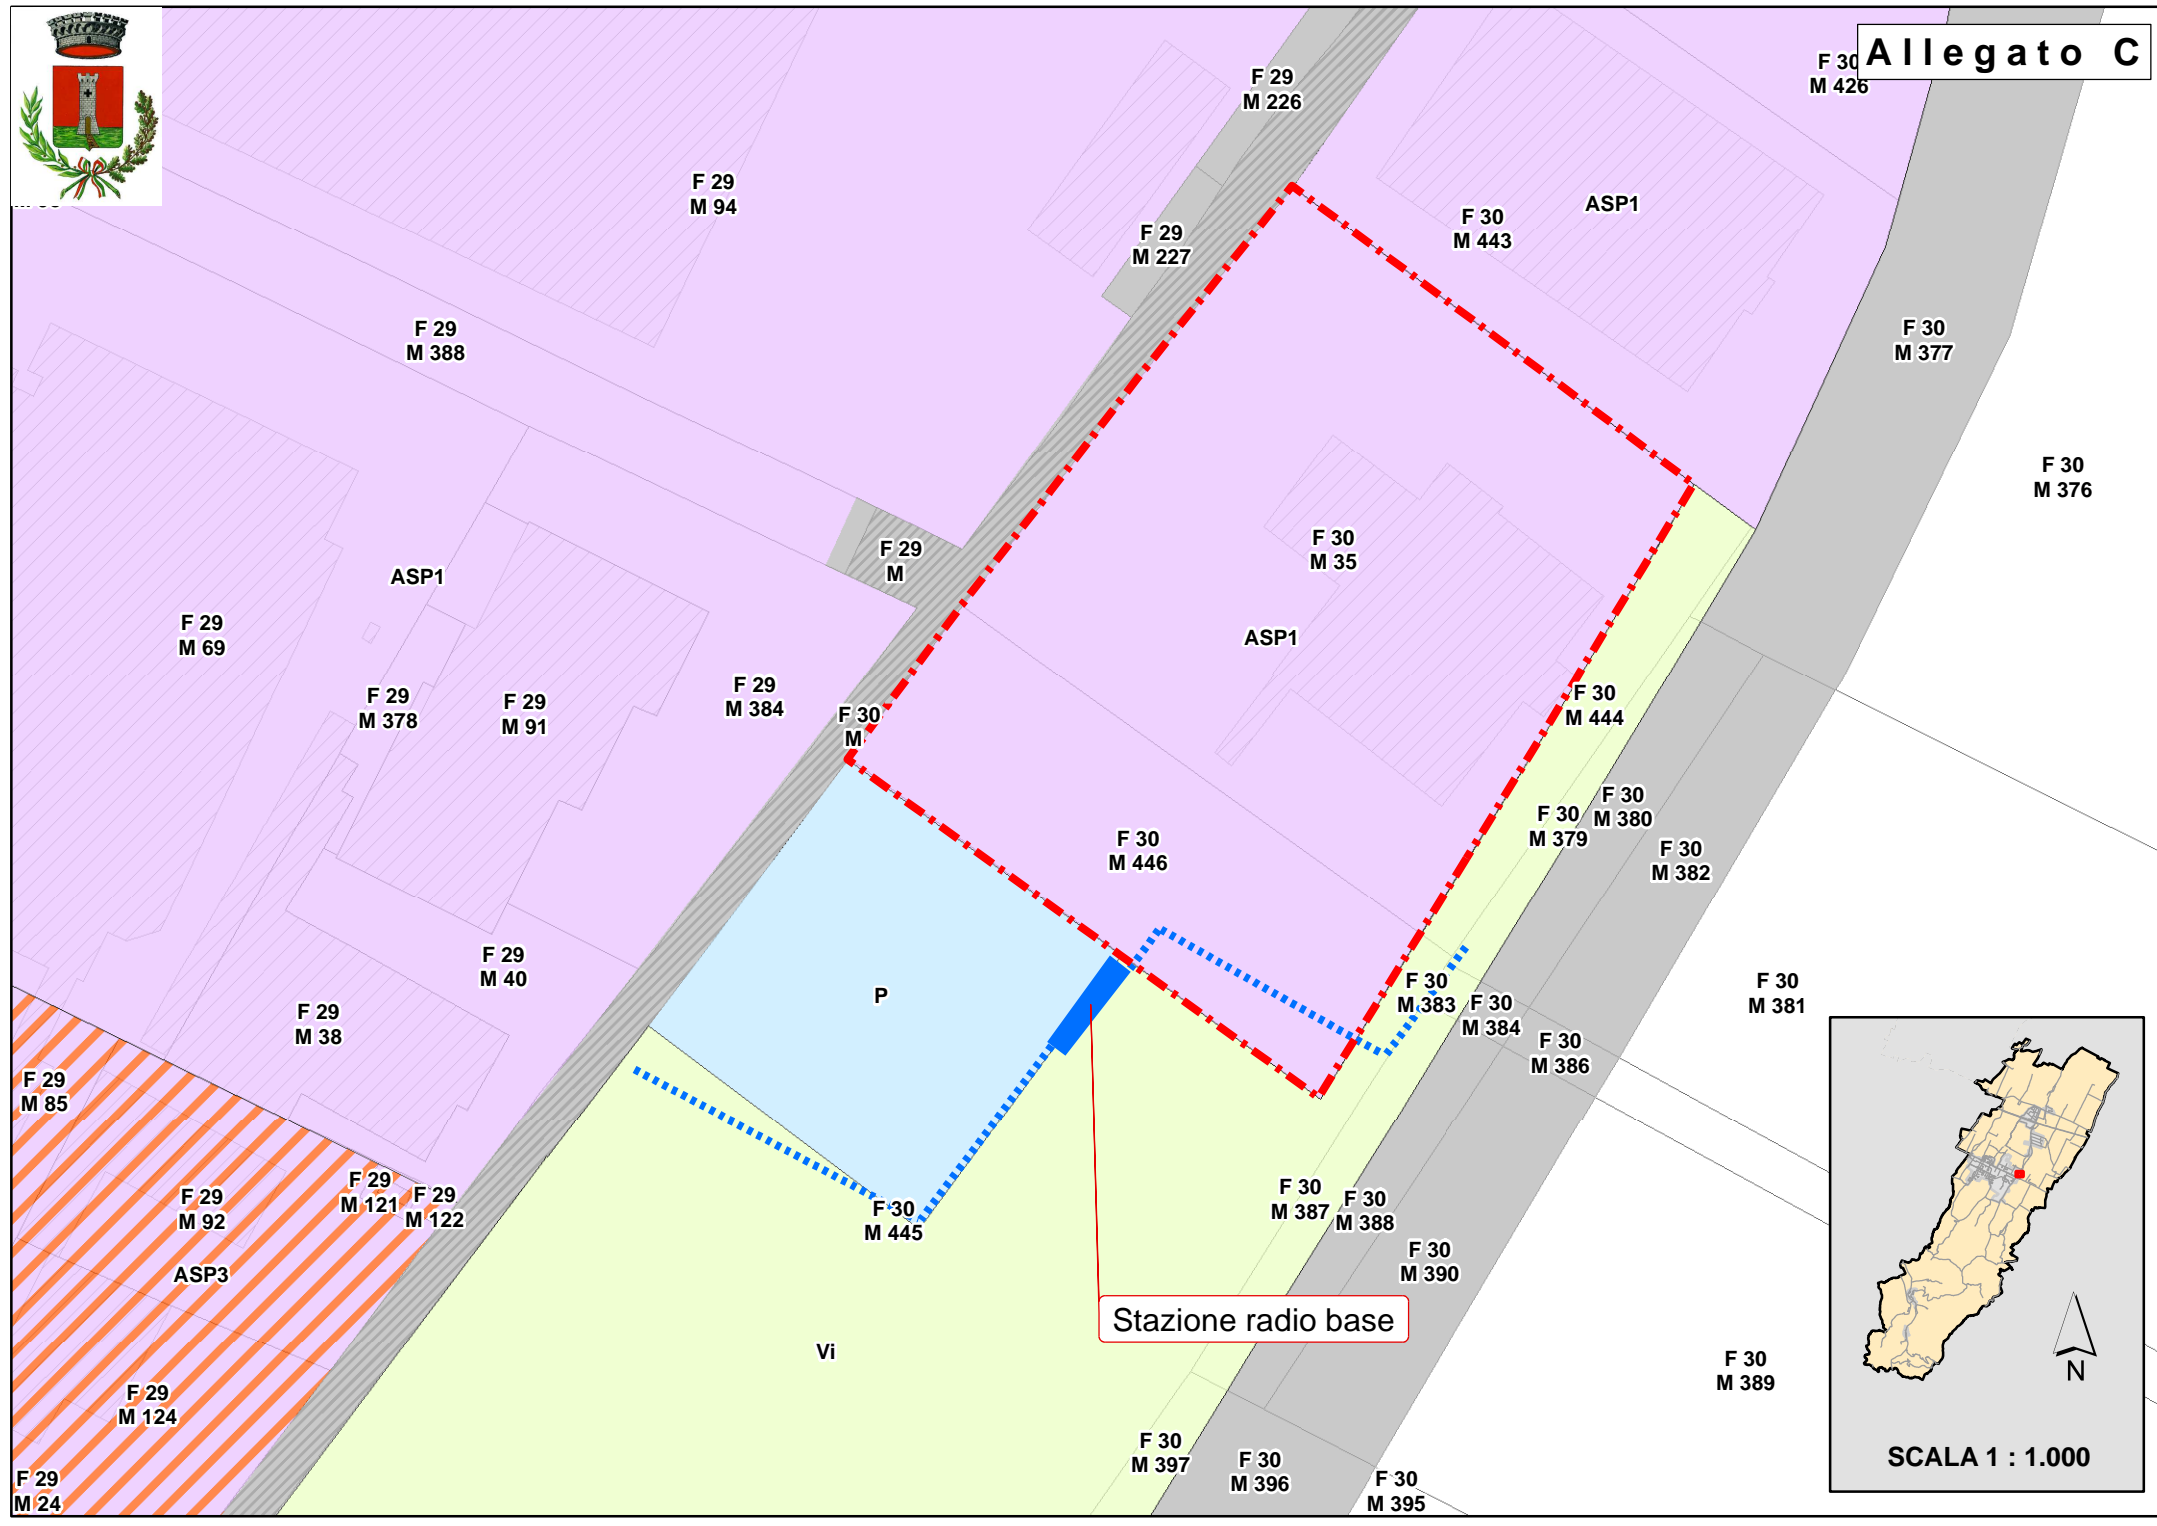 Allegato C
F 30
M 426
F 29
M 226
F 29
M 94
ASP1
F 30
M 443
F 29
M 227
F 29
M 388
F 30
M 377
F 30
M 376
F 29
M
F 30
M 35
ASP1
F 29
M 69
ASP1
F 29
M 378
F 29
M 91
F 29
M 384
F 30
M
F 30
M 444
F 30
M 446
F 30
M 379
F 30
M 380
F 30
M 382
F 29
M 40
P
F 30
M 383
F 30
M 384
F 30
M 386
F 30
M 381
F 29
M 38
F 29
M 85
F 29
M 92
F 29
M 121
F 29
M 122
F 30
M 445
F 30
M 387
F 30
M 388
F 30
M 390
ASP3
Stazione radio base
Vi
F 30
M 389
F 29
M 124
N
SCALA 1 : 1.000
F 30
M 397
F 30
M 396
F 30
M 395
F 29
M 24